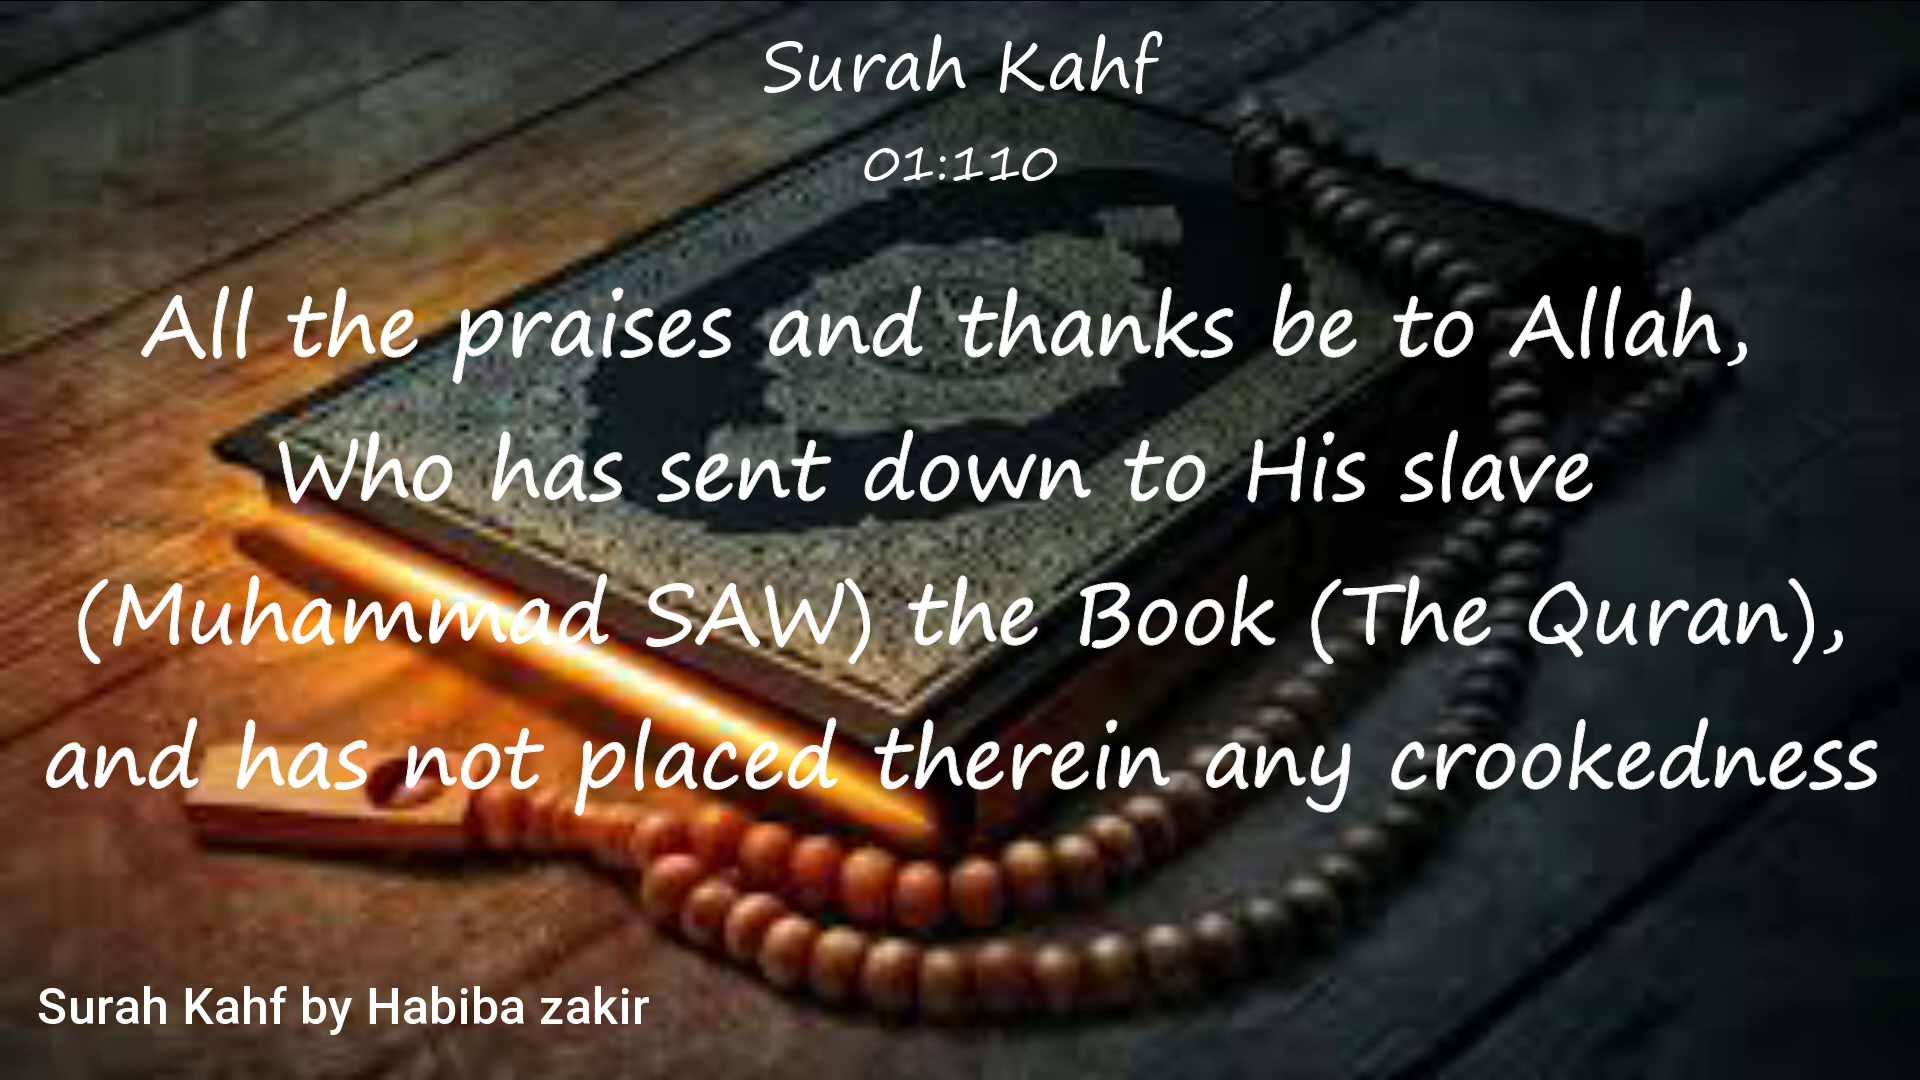 Surah Kahf
01:110
All the praises and thanks be to Allah,
Who has sent down to His slave
(Muhammad SAW) the Book (The Quran),
and has not placed therein any crookedness
Surah Kahf by Habiba zakir